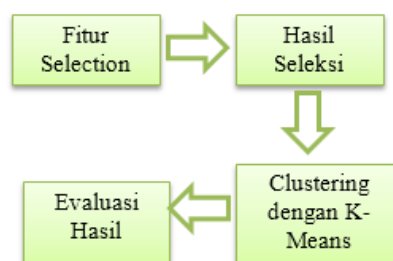 Fitur
Selection
Hasil
Seleksi
Clustering
dengan K-
Means
Evaluasi
Hasil